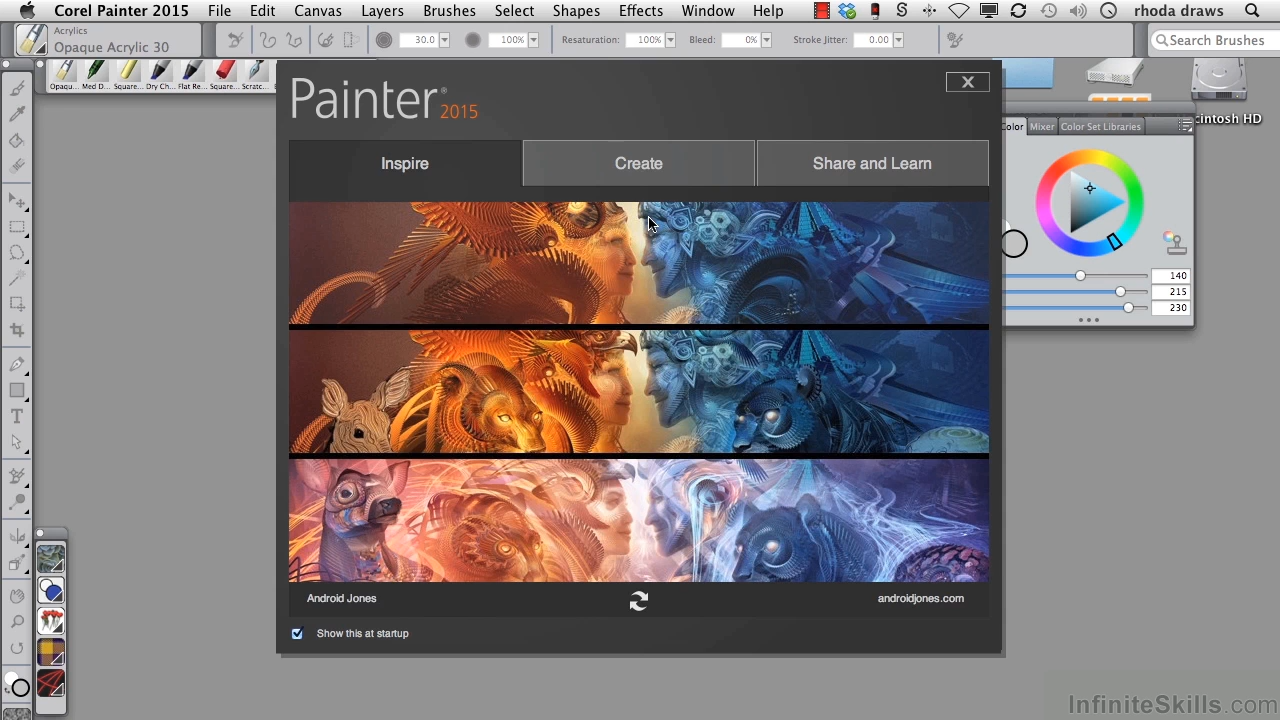 Corel Painter 2015 File Edit Canvas Layers Brushes Select Shapes Effects Window Help rhoda draws
Acrylics
Opaque Acrylic 30
30.0 100% Resaturation: 100% Bleed: 0% Stroke Jitter: 0.00 Search Brushes
Opaqu... Med D... Square... Dry Ch... Flat Re... Square... Scratc...
Painter® 2015
X
cintosh HD
Color Mixer Color Set Libraries
Inspire Create Share and Learn
140
215
230
Android Jones androidjones.com
Show this at startup
InfiniteSkills.com